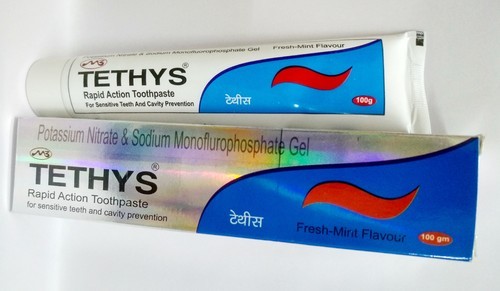 Potassium Nitrate & Sodium Monoflurophosphate Gel
Fresh-Mint Flavour
MS
TETHYS®
Rapid Action Toothpaste
For Sensitive Teeth And Cavity Prevention
टेथीस
100g
Potassium Nitrate & Sodium Monoflurophosphate Gel
MS
TETHYS®
Rapid Action Toothpaste
for sensitive teeth and cavity prevention
टेथीस
Fresh-Mint Flavour
100 gm